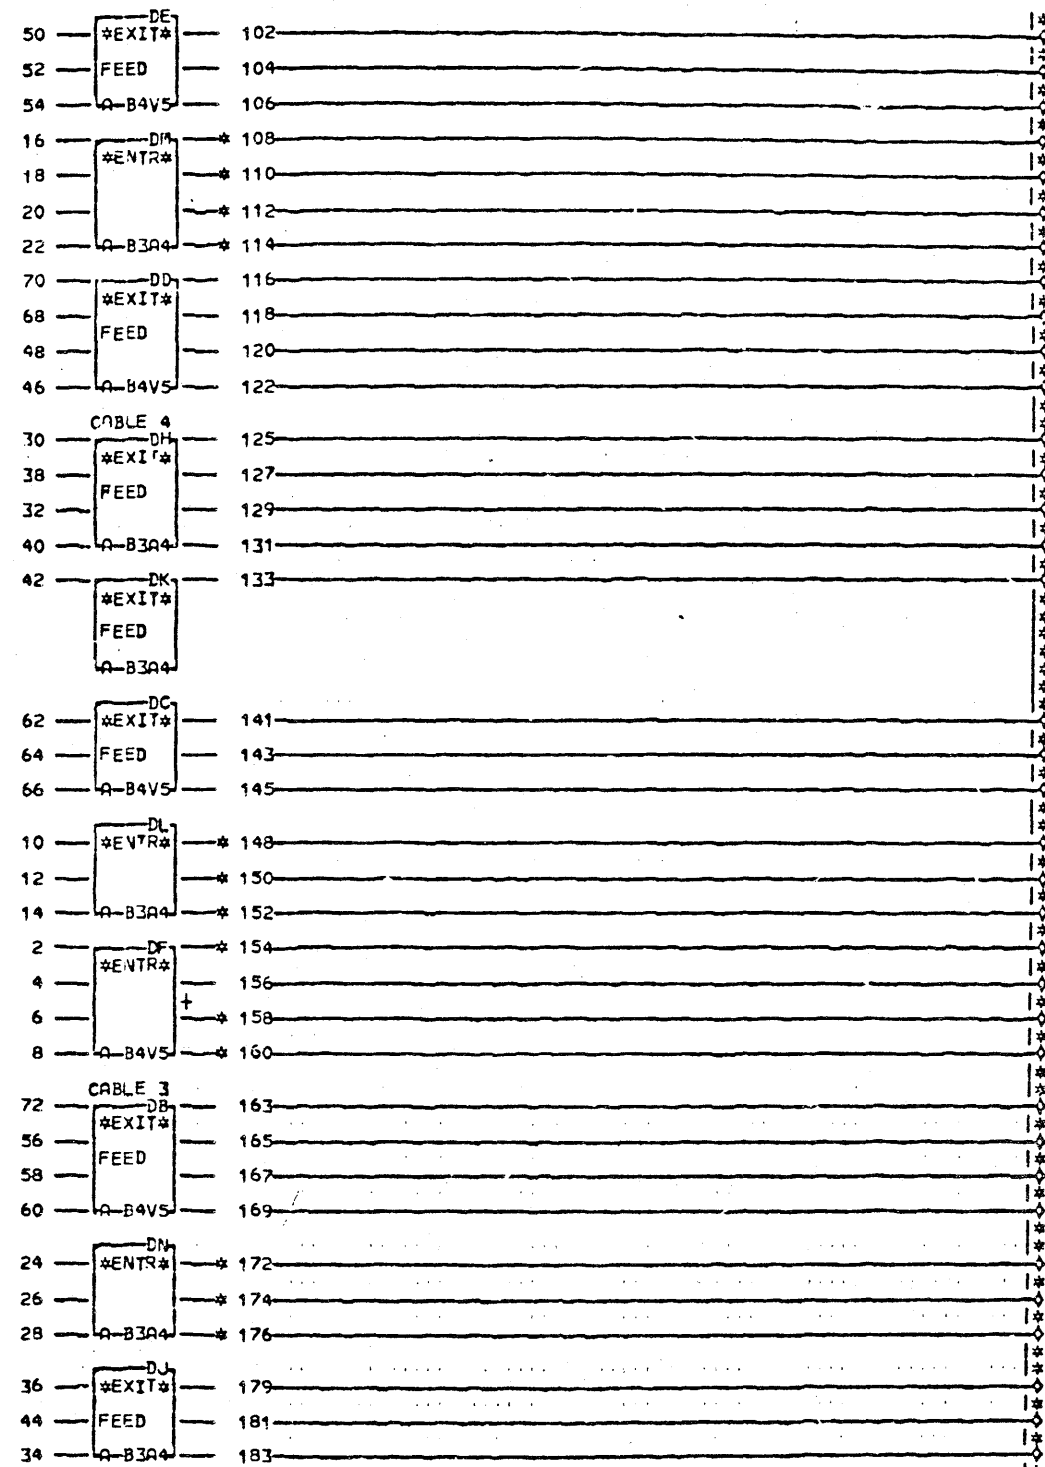 DE
50 *EXIT* 102
52 FEED 104
54 A-B4V5 106
16 DM * 108
*ENTR*
18 * 110
20 * 112
22 A-B3A4 * 114
70 DD 116
*EXIT*
68 118
FEED
48 120
46 A-B4V5 122
CABLE 4
30 DH 125
*EXIT*
38 127
FEED
32 129
40 A-B3A4 131
42 DK 133
*EXIT*
FEED
A-B3A4
DC
62 *EXIT* 141
64 FEED 143
66 A-B4V5 145
DL
10 *ENTR* * 148
12 * 150
14 A-B3A4 * 152
2 DF * 154
*ENTR*
4 156
+
6 * 158
8 A-B4V5 * 160
CABLE 3
72 DB 163
*EXIT*
56 165
FEED
58 167
60 A-B4V5 169
DN
24 *ENTR* * 172
26 * 174
28 A-B3A4 * 176
DJ
36 *EXIT* 179
44 FEED 181
34 A-B3A4 183